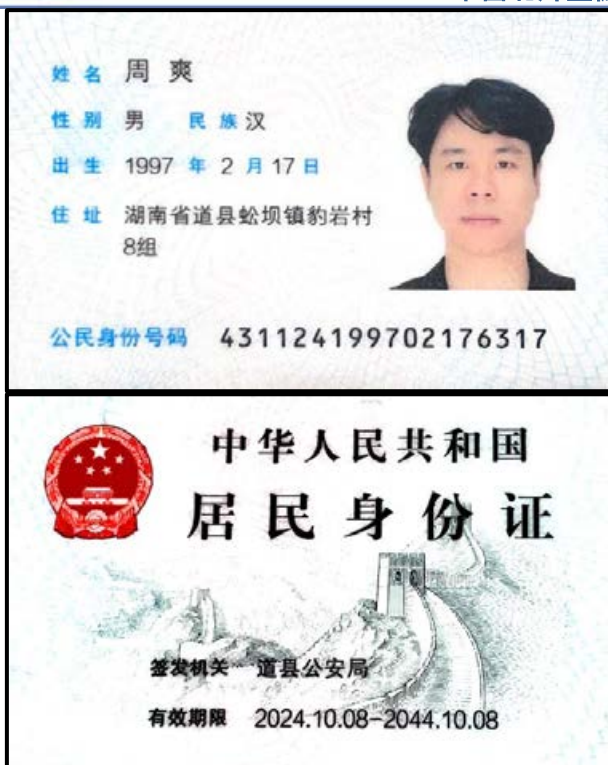 姓名 周爽
性别 男 民族 汉
出生 1997 年 2 月 17 日
住址 湖南省道县蚣坝镇豹岩村
8组
公民身份号码 431124199702176317
中华人民共和国
居民身份证
签发机关 道县公安局
有效期限 2024.10.08-2044.10.08